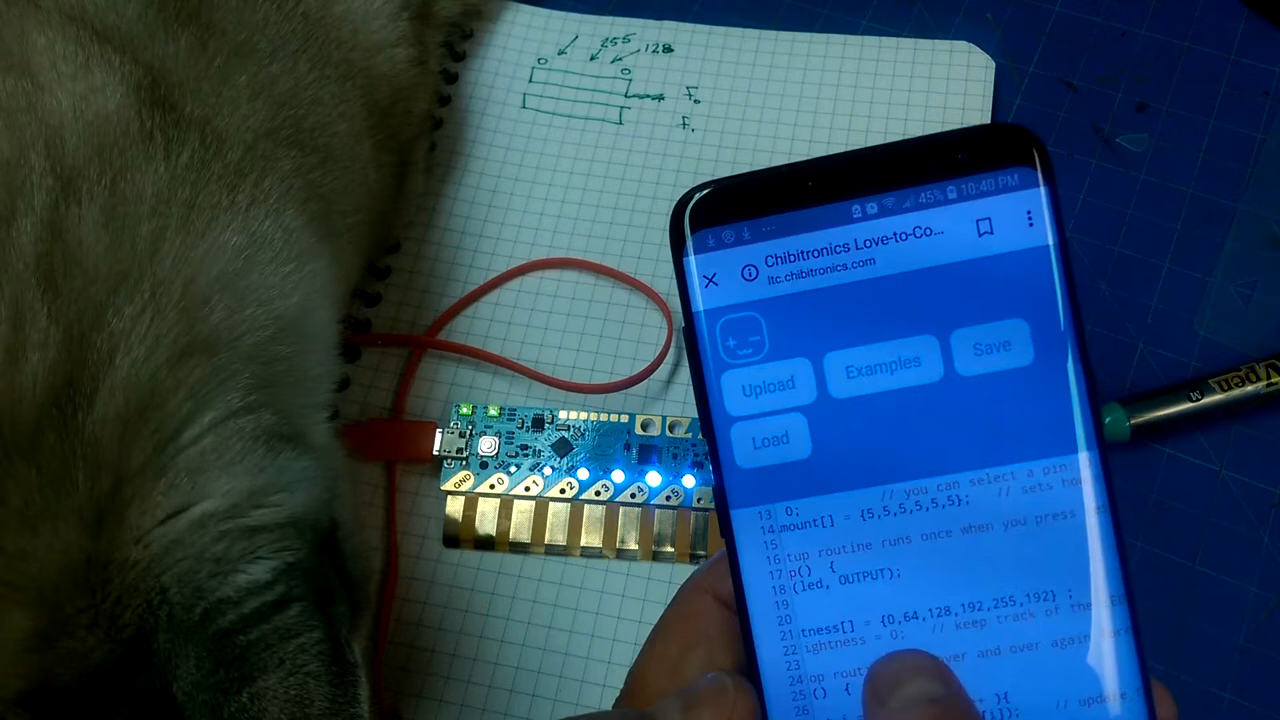 255
128
F.
F.
45% 10:40 PM
Chibitronics Love-to-Co...
ltc.chibitronics.com
Upload
Examples
Save
Load
// you can select a pin:
13 0; // sets ho
14 mount[] = {5,5,5,5,5,5};
15
16 tup routine runs once when you press
17 p() {
18 (led, OUTPUT);
19
20
21 tness[] = {0,64,128,192,255,192} ;
22 ightness = 0; // keep track of the LED
23
24 op rout over and over again
25 () {
26 + ){ // update
[i]);
GND 0 1 2 3 4 5
Vpen
M